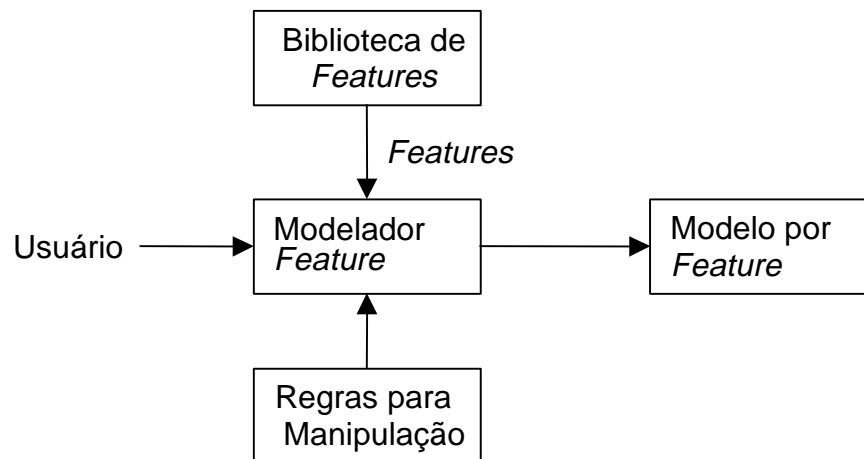 Biblioteca de
Features
Features
Usuário
Modelador
Feature
Modelo por
Feature
Regras para
Manipulação